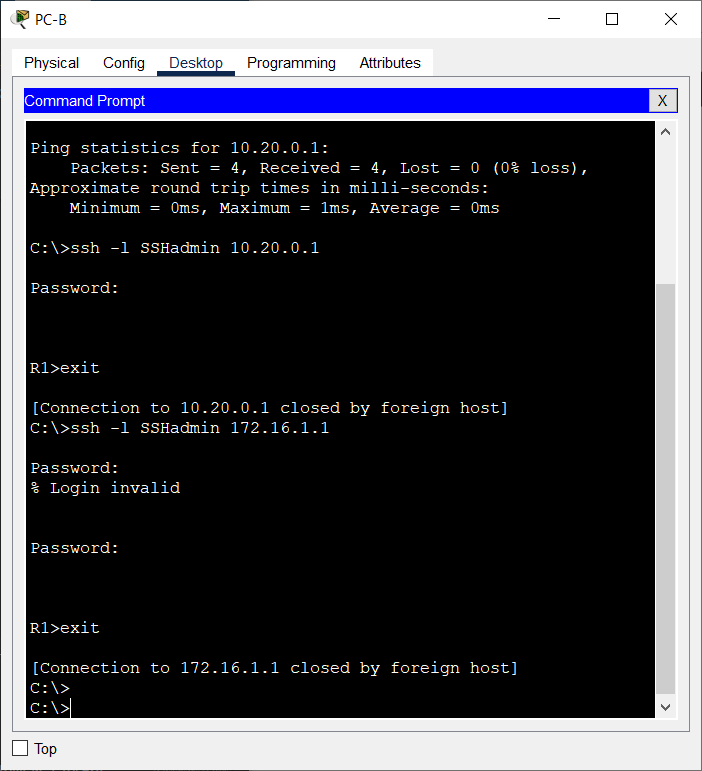 PC-B
Physical Config Desktop Programming Attributes
Command Prompt X
Ping statistics for 10.20.0.1:
    Packets: Sent = 4, Received = 4, Lost = 0 (0% loss),
Approximate round trip times in milli-seconds:
    Minimum = 0ms, Maximum = 1ms, Average = 0ms
C:\>ssh -l SSHadmin 10.20.0.1
Password:
R1>exit
[Connection to 10.20.0.1 closed by foreign host]
C:\>ssh -l SSHadmin 172.16.1.1
Password:
% Login invalid
Password:
R1>exit
[Connection to 172.16.1.1 closed by foreign host]
C:\>
C:\>
Top